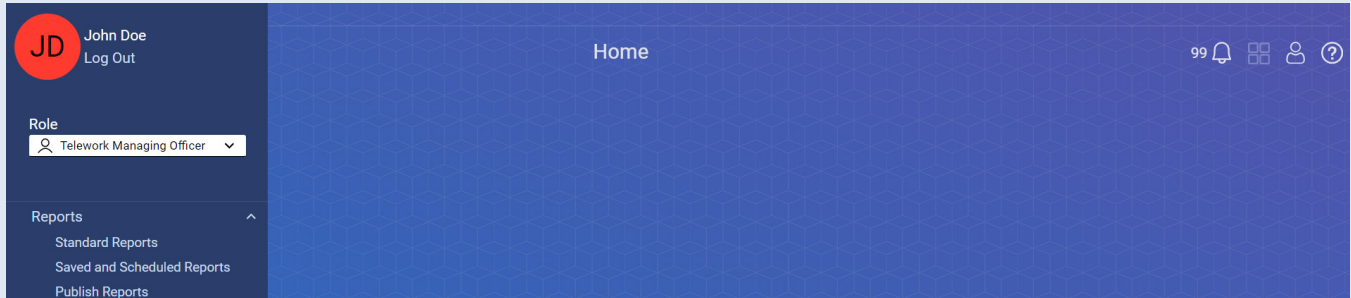 JD
John Doe
Log Out
Home
99
Role
Telework Managing Officer
Reports
Standard Reports
Saved and Scheduled Reports
Publish Reports